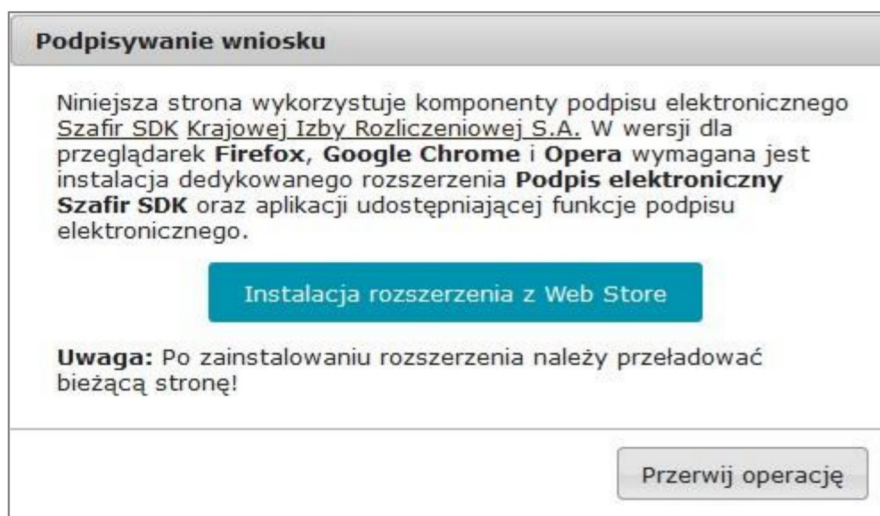 Podpisywanie wniosku
Niniejsza strona wykorzystuje komponenty podpisu elektronicznego
Szafir SDK Krajowej Izby Rozliczeniowej S.A. W wersji dla
przeglądarek Firefox, Google Chrome i Opera wymagana jest
instalacja dedykowanego rozszerzenia Podpis elektroniczny
Szafir SDK oraz aplikacji udostępniającej funkcje podpisu
elektronicznego.
Instalacja rozszerzenia z Web Store
Uwaga: Po zainstalowaniu rozszerzenia należy przeładować
bieżącą stronę!
Przerwij operację